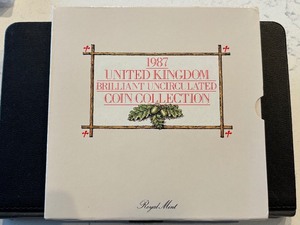 1987
UNITED KINGDOM
BRILLIANT UNCIRCULATED
COIN COLLECTION
Royal Mint